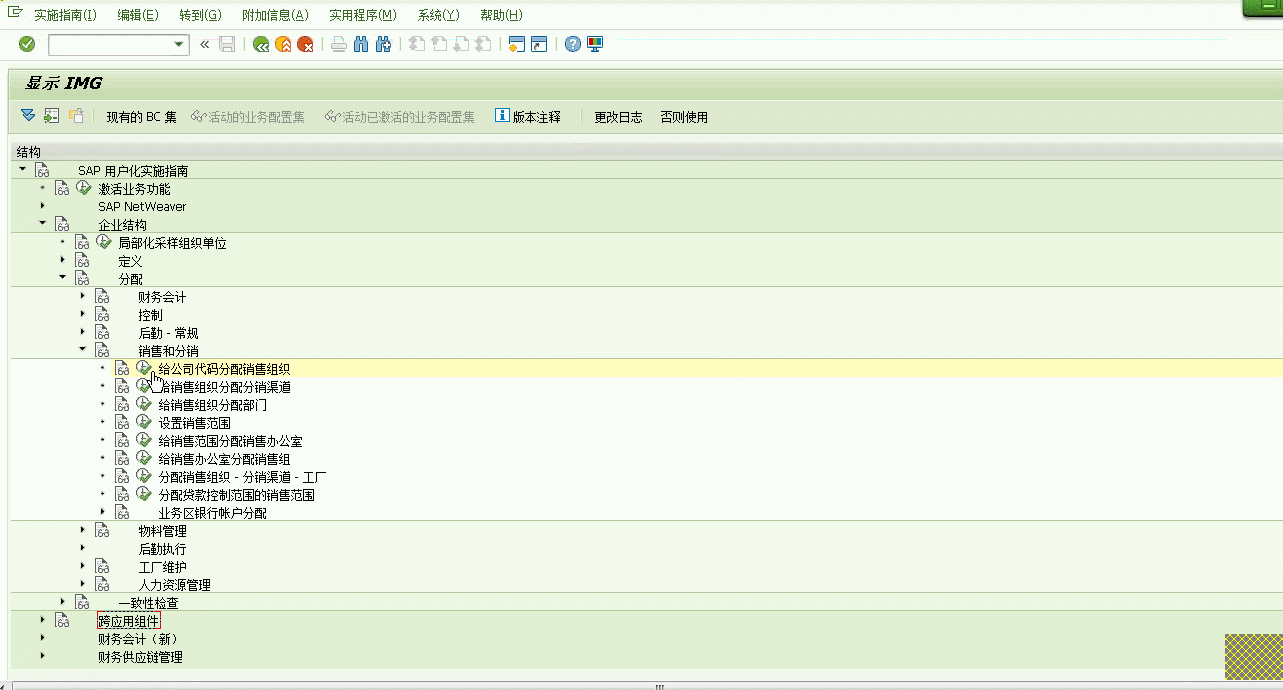 实施指南(I) 编辑(E) 转到(G) 附加信息(A) 实用程序(M) 系统(Y) 帮助(H)
显示 IMG
现有的 BC 集 活动的业务配置集 活动已激活的业务配置集 版本注释 更改日志 否则使用
结构
SAP 用户化实施指南
激活业务功能
SAP NetWeaver
企业结构
局部化采样组织单位
定义
分配
财务会计
控制
后勤 - 常规
销售和分销
给公司代码分配销售组织
给销售组织分配分销渠道
给销售组织分配部门
设置销售范围
给销售范围分配销售办公室
给销售办公室分配销售组
分配销售组织 - 分销渠道 - 工厂
分配贷款控制范围的销售范围
业务区银行帐户分配
物料管理
后勤执行
工厂维护
人力资源管理
一致性检查
跨应用组件
财务会计（新）
财务供应链管理